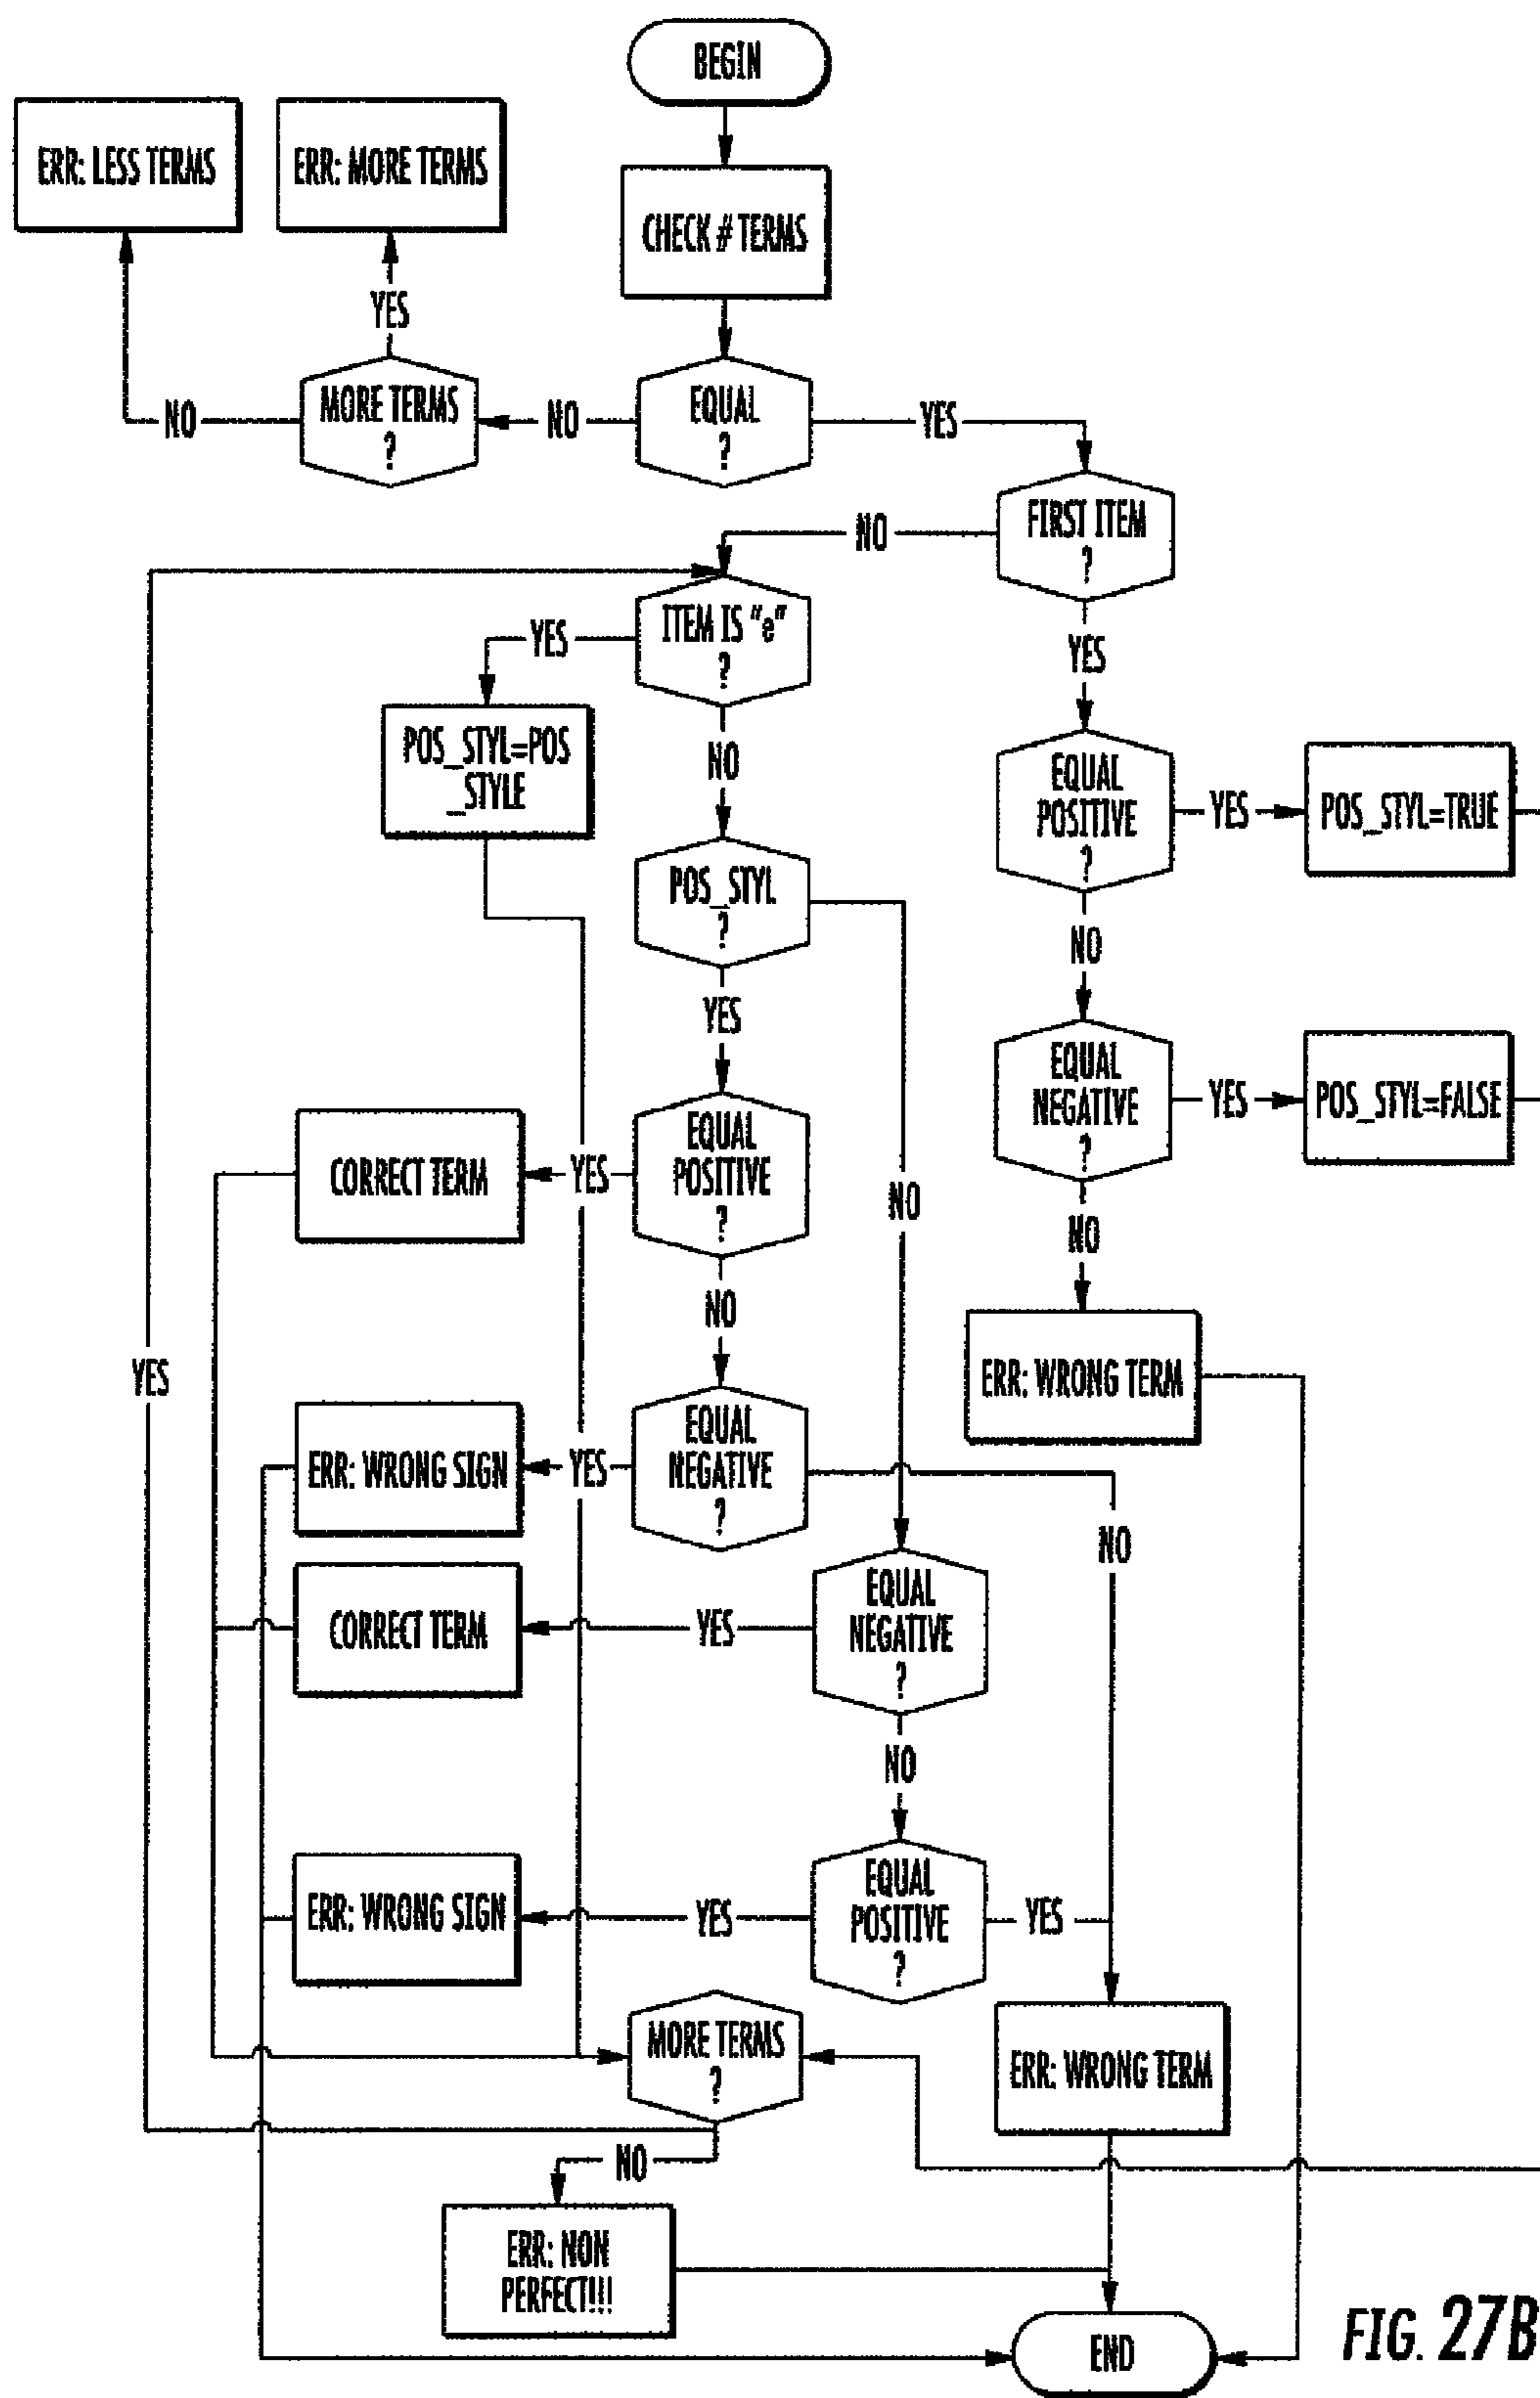 BEGIN
ERR: LESS TERMS
ERR: MORE TERMS
CHECK # TERMS
YES
MORE TERMS
?
NO
NO
EQUAL
?
YES
FIRST ITEM
?
NO
ITEM IS "e"
?
YES
YES
POS_STYL=POS
_STYLE
NO
EQUAL
POSITIVE
?
YES
POS_STYL=TRUE
POS_STYL
?
NO
YES
EQUAL
NEGATIVE
?
YES
POS_STYL=FALSE
CORRECT TERM
YES
EQUAL
POSITIVE
?
NO
NO
NO
ERR: WRONG TERM
YES
ERR: WRONG SIGN
YES
EQUAL
NEGATIVE
?
NO
CORRECT TERM
YES
EQUAL
NEGATIVE
?
NO
ERR: WRONG SIGN
YES
EQUAL
POSITIVE
?
YES
MORE TERMS
?
ERR: WRONG TERM
NO
ERR: NON
PERFECT!!!
END
FIG. 27B